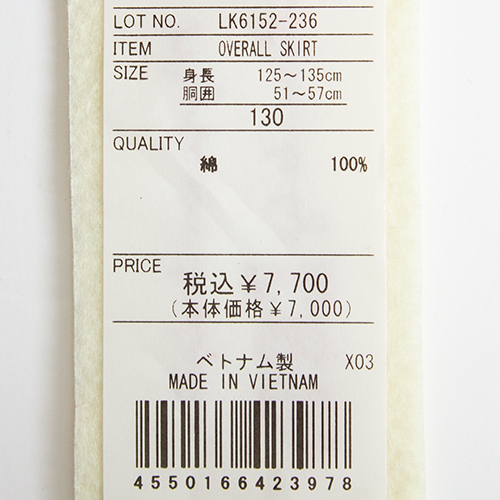 LOT NO. LK6152-236
ITEM OVERALL SKIRT
SIZE 身長 125～135cm
胴囲 51～57cm
130
QUALITY
綿 100%
PRICE
税込￥7,700
(本体価格￥7,000)
ベトナム製 X03
MADE IN VIETNAM
4550166423978